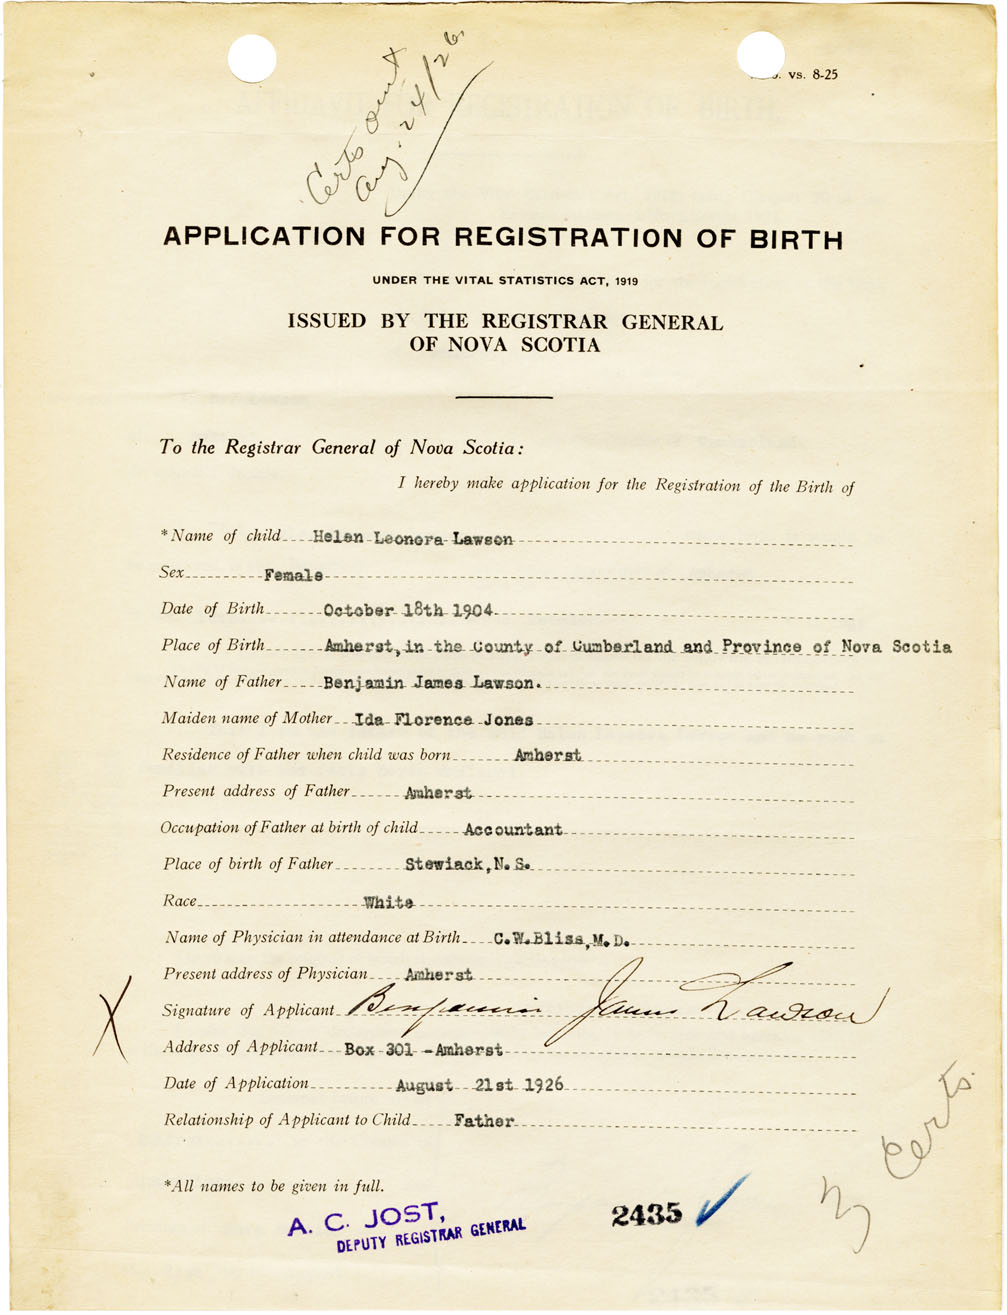 Certs ament
Aug. 24/26.
vs. 8-25
APPLICATION FOR REGISTRATION OF BIRTH
UNDER THE VITAL STATISTICS ACT, 1919
ISSUED BY THE REGISTRAR GENERAL
OF NOVA SCOTIA
To the Registrar General of Nova Scotia:
I hereby make application for the Registration of the Birth of
*Name of child Helen Leonora Lawson
Sex Female
Date of Birth October 18th 1904
Place of Birth Amherst, in the County of Cumberland and Province of Nova Scotia
Name of Father Benjamin James Lawson.
Maiden name of Mother Ida Florence Jones
Residence of Father when child was born Amherst
Present address of Father Amherst
Occupation of Father at birth of child Accountant
Place of birth of Father Stewiack, N.S.
Race White
Name of Physician in attendance at Birth C.W.Bliss, M.D.
Present address of Physician Amherst
X Signature of Applicant Benjamin James Lawson
Address of Applicant Box 301 -Amherst
Date of Application August 21st 1926
Relationship of Applicant to Child Father
3 Certs.
*All names to be given in full.
A. C. JOST,
DEPUTY REGISTRAR GENERAL
2435